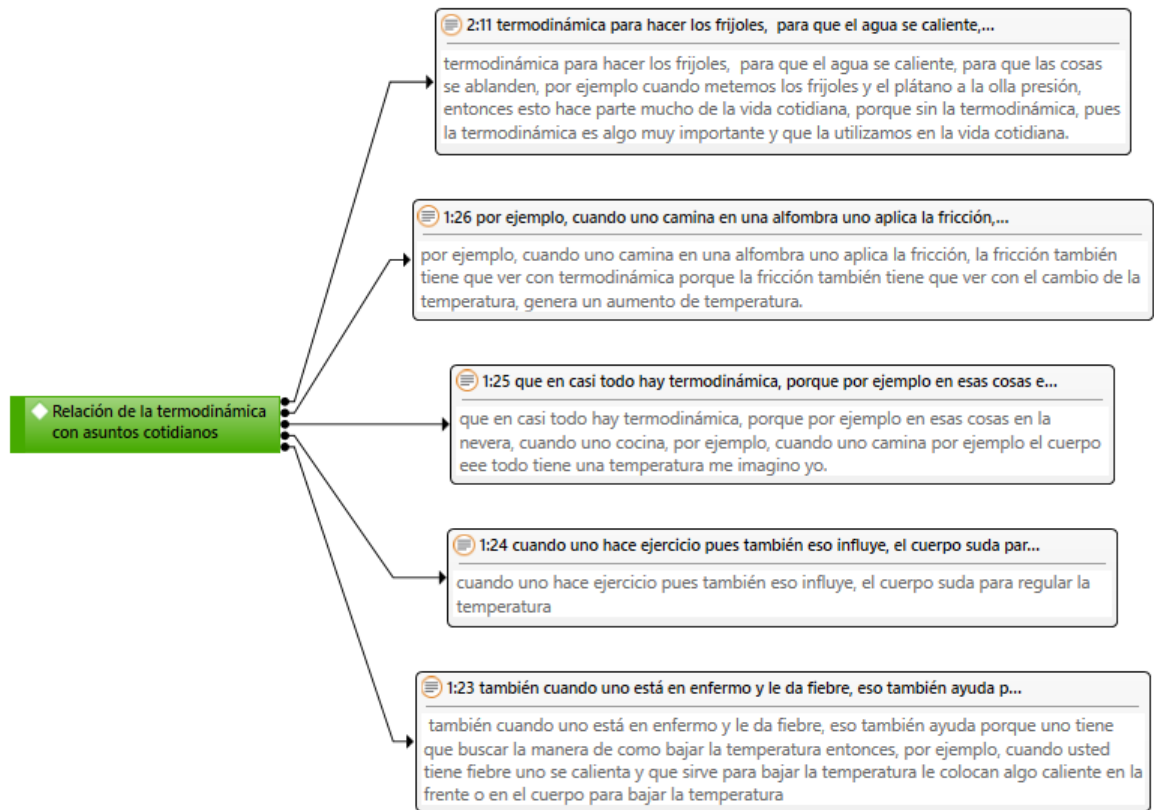 2:11 termodinámica para hacer los frijoles,  para que el agua se caliente,...
termodinámica para hacer los frijoles,  para que el agua se caliente, para que las cosas
se ablanden, por ejemplo cuando metemos los frijoles y el plátano a la olla presión,
entonces esto hace parte mucho de la vida cotidiana, porque sin la termodinámica, pues
la termodinámica es algo muy importante y que la utilizamos en la vida cotidiana.
1:26 por ejemplo, cuando uno camina en una alfombra uno aplica la fricción,...
por ejemplo, cuando uno camina en una alfombra uno aplica la fricción, la fricción también
tiene que ver con termodinámica porque la fricción también tiene que ver con el cambio de la
temperatura, genera un aumento de temperatura.
1:25 que en casi todo hay termodinámica, porque por ejemplo en esas cosas e...
que en casi todo hay termodinámica, porque por ejemplo en esas cosas en la
nevera, cuando uno cocina, por ejemplo, cuando uno camina por ejemplo el cuerpo
eee todo tiene una temperatura me imagino yo.
Relación de la termodinámica
con asuntos cotidianos
1:24 cuando uno hace ejercicio pues también eso influye, el cuerpo suda par...
cuando uno hace ejercicio pues también eso influye, el cuerpo suda para regular la
temperatura
1:23 también cuando uno está en enfermo y le da fiebre, eso también ayuda p...
también cuando uno está en enfermo y le da fiebre, eso también ayuda porque uno tiene
que buscar la manera de como bajar la temperatura entonces, por ejemplo, cuando usted
tiene fiebre uno se calienta y que sirve para bajar la temperatura le colocan algo caliente en la
frente o en el cuerpo para bajar la temperatura